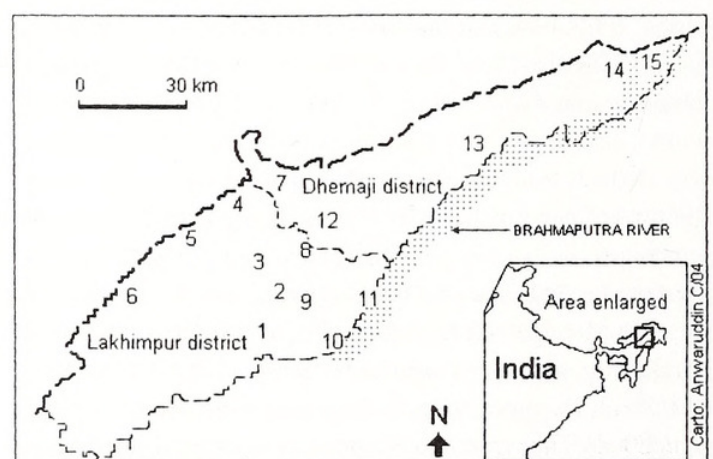 0 30 km
15
14
13
7
Dhemaji district
4
12
5
BRAHMAPUTRA RIVER
8
3
6
2
9
11
Area enlarged
1
10
Lakhimpur district
India
N
Carto: Anwaruddin C/04